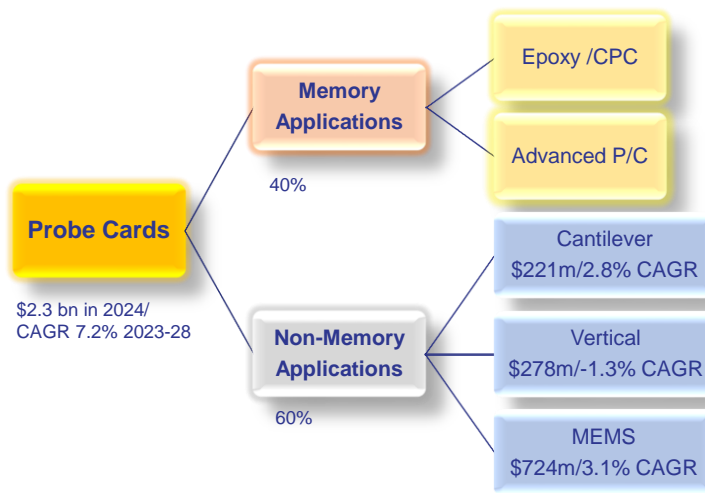 Probe Cards
$2.3 bn in 2024/
CAGR 7.2% 2023-28
Memory
Applications
40%
Epoxy /CPC
Advanced P/C
Non-Memory
Applications
60%
Cantilever
$221m/2.8% CAGR
Vertical
$278m/-1.3% CAGR
MEMS
$724m/3.1% CAGR